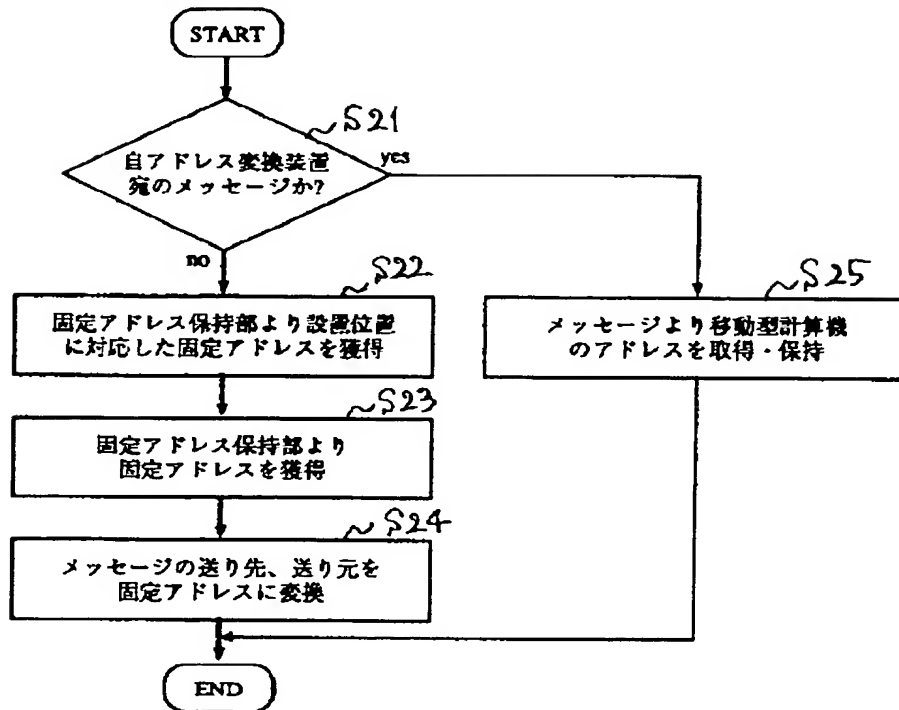 START
S21
自アドレス変換装置
宛のメッセージか?
yes
no
S22
固定アドレス保持部より設置位置
に対応した固定アドレスを獲得
S25
メッセージより移動型計算機
のアドレスを取得・保持
S23
固定アドレス保持部より
固定アドレスを獲得
S24
メッセージの送り先、送り元を
固定アドレスに変換
END